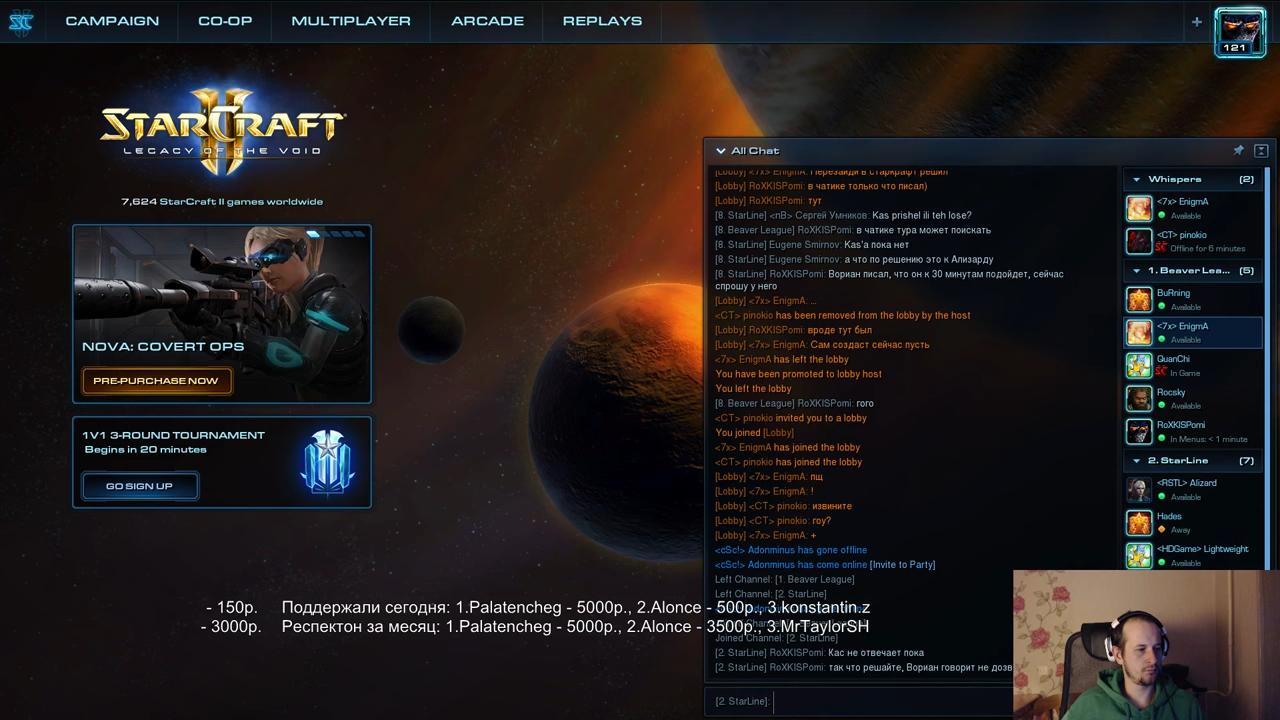 CAMPAIGN
CO-OP
MULTIPLAYER
ARCADE
REPLAYS
121
STARCRAFT II
LEGACY OF THE VOID
7,624 StarCraft II games worldwide
NOVA: COVERT OPS
PRE-PURCHASE NOW
1V1 3-ROUND TOURNAMENT
Begins in 20 minutes
GO SIGN UP
All Chat
[Lobby] <7x> EnigmA: Перезайди в старкрафт решил
[Lobby] RoXKISPomi: в чатике только что писал)
[Lobby] RoXKISPomi: тут
[8. StarLine] <nB> Сергей Умников: Kas prishel ili teh lose?
[8. Beaver League] RoXKISPomi: в чатике тура может поискать
[8. StarLine] Eugene Smirnov: Kas'a пока нет
[8. StarLine] Eugene Smirnov: а что по решению это к Ализарду
[8. StarLine] RoXKISPomi: Вориан писал, что он к 30 минутам подойдет, сейчас
спрошу у него
[Lobby] <7x> EnigmA: ...
<CT> pinokio has been removed from the lobby by the host
[Lobby] RoXKISPomi: вроде тут был
[Lobby] <7x> EnigmA: Сам создаст сейчас пусть
<7x> EnigmA has left the lobby
You have been promoted to lobby host
You left the lobby
[8. Beaver League] RoXKISPomi: гого
<CT> pinokio invited you to a lobby
You joined [Lobby]
<7x> EnigmA has joined the lobby
<CT> pinokio has joined the lobby
[Lobby] <7x> EnigmA: пщ
[Lobby] <7x> EnigmA: !
[Lobby] <CT> pinokio: извините
[Lobby] <CT> pinokio: гоу?
[Lobby] <7x> EnigmA: +
<cSc!> Adonminus has gone offline
<cSc!> Adonminus has come online [Invite to Party]
Left Channel: [1. Beaver League]
Left Channel: [2. StarLine]
Joined Channel: [2. StarLine]
[2. StarLine] RoXKISPomi: Кас не отвечает пока
[2. StarLine] RoXKISPomi: так что решайте, Вориан говорит не дозв
[2. StarLine]:
Whispers (2)
<7x> EnigmA
Available
<CT> pinokio
Offline for 6 minutes
1. Beaver Lea... (5)
BuRning
Available
<7x> EnigmA
Available
GuanChi
In Game
Rocsky
Available
RoXKISPomi
In Menus: < 1 minute
2. StarLine (7)
<RSTL> Alizard
Available
Hades
Away
<HDGame> Lightweight
Available
- 150р. Поддержали сегодня: 1.Palatencheg - 5000р., 2.Alonce - 500р., 3.konstantinz
- 3000р. Респектон за месяц: 1.Palatencheg - 5000р., 2.Alonce - 3500р., 3.MrTaylorSH